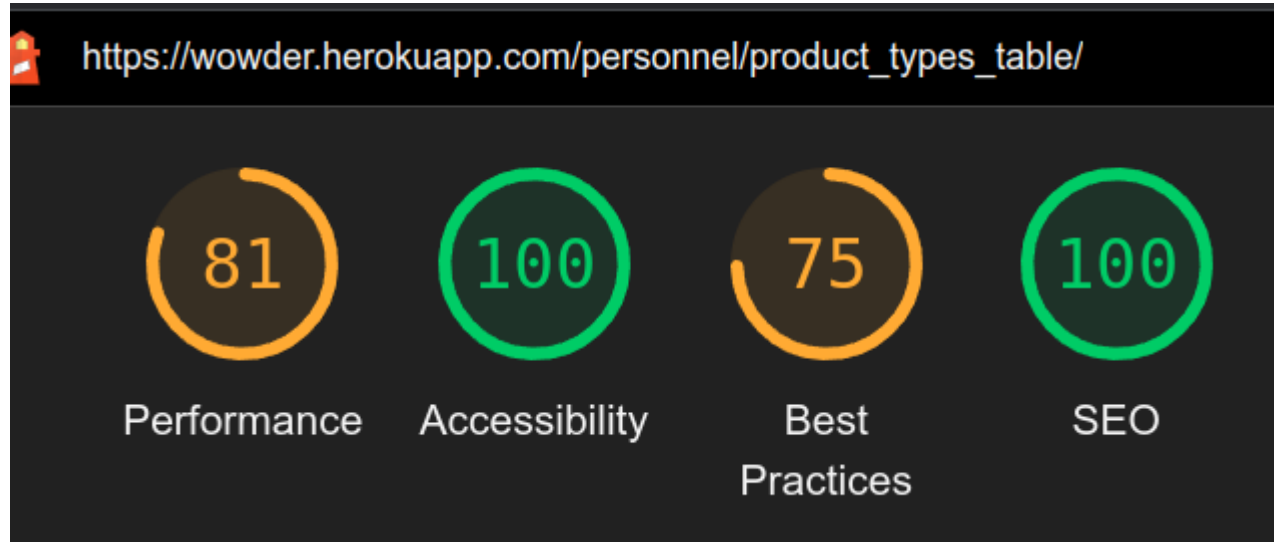 https://wowder.herokuapp.com/personnel/product_types_table/
81 100 75 100
Performance Accessibility Best Practices SEO